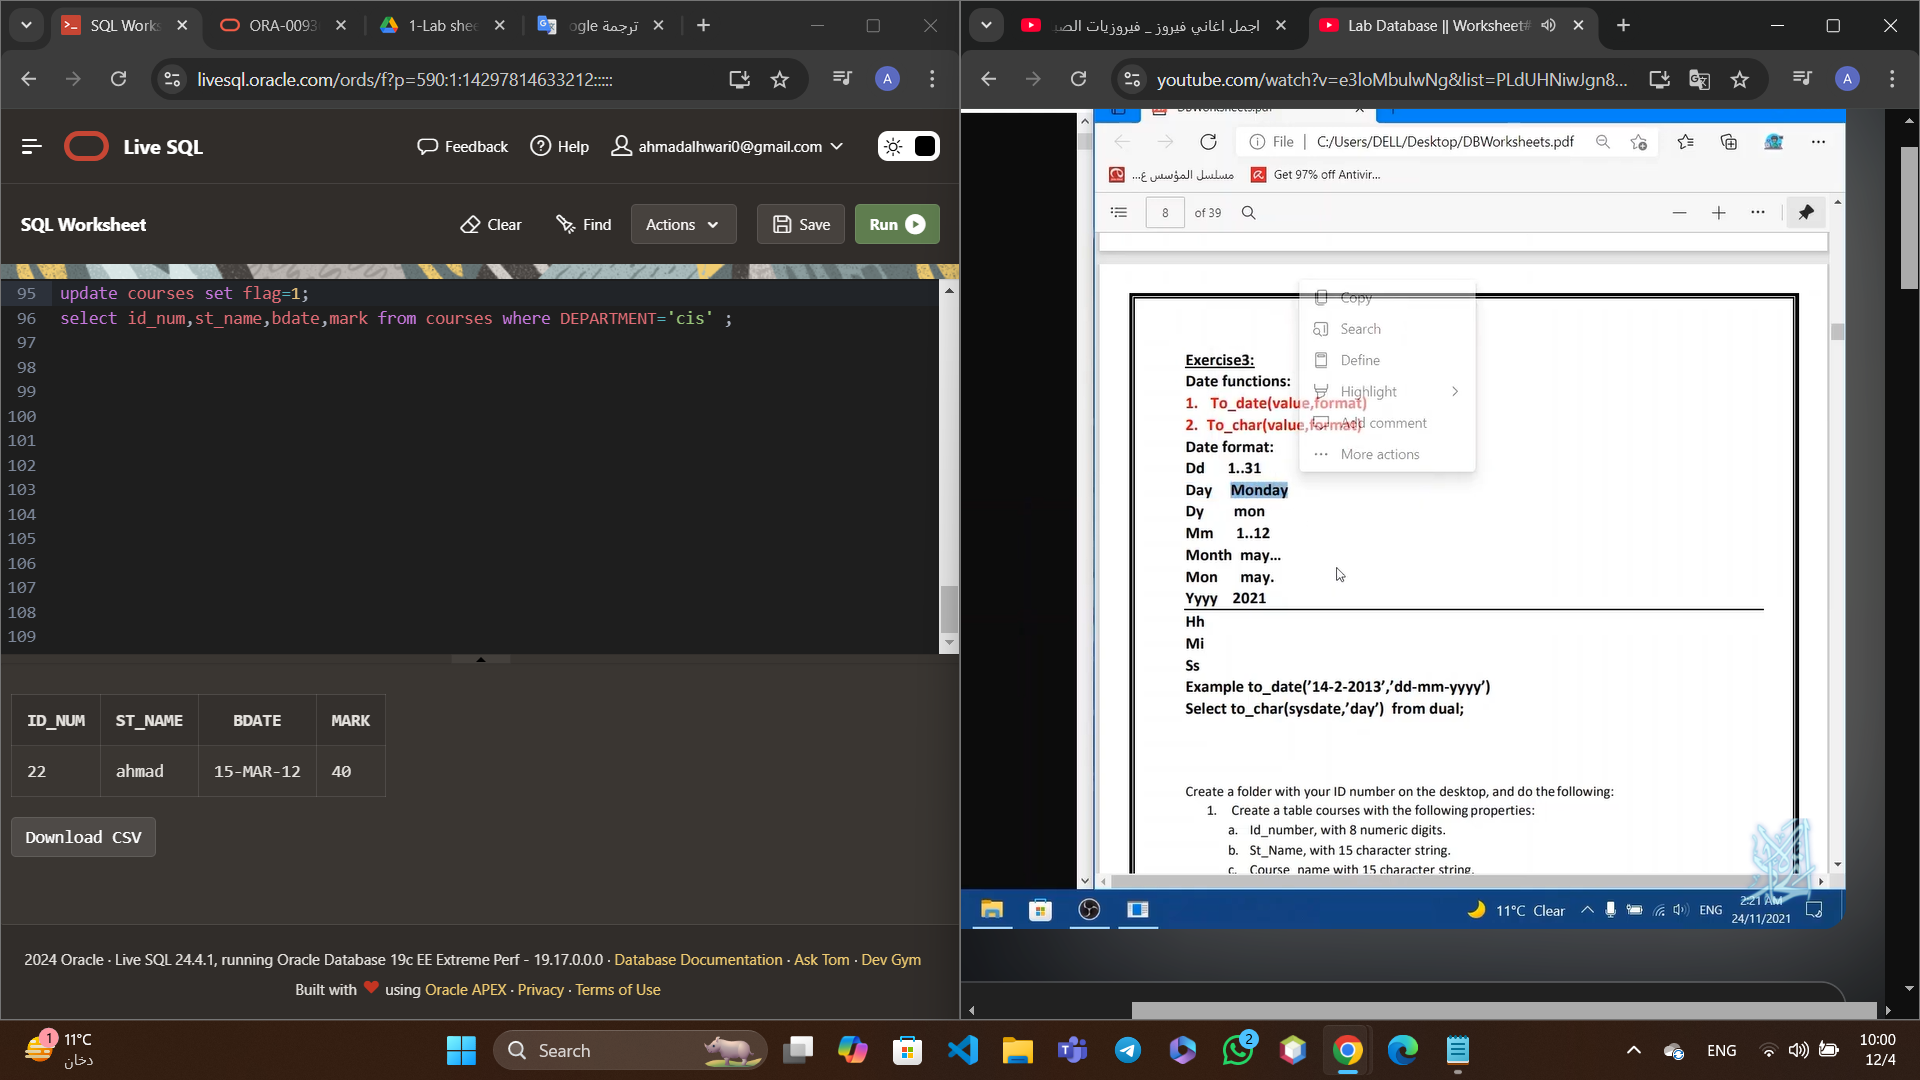 SQL Works
ORA-0093
1-Lab shee
ترجمة ogle
livesql.oracle.com/ords/f?p=590:1:14297814633212:::::
A
Live SQL
Feedback
Help
ahmadalhwari0@gmail.com
SQL Worksheet
Clear
Find
Actions
Save
Run
95 update courses set flag=1;
96 select id_num,st_name,bdate,mark from courses where DEPARTMENT='cis' ;
97
98
99
100
101
102
103
104
105
106
107
108
109
ID_NUM ST_NAME BDATE MARK
22 ahmad 15-MAR-12 40
Download CSV
2024 Oracle · Live SQL 24.4.1, running Oracle Database 19c EE Extreme Perf - 19.17.0.0.0 · Database Documentation · Ask Tom · Dev Gym
Built with ❤ using Oracle APEX · Privacy · Terms of Use
اجمل اغاني فيروز _ فيروزيات الصب
Lab Database || Worksheet#
youtube.com/watch?v=e3loMbulwNg&list=PLdUHNiwJgn8...
A
DBWorksheets.pdf
File | C:/Users/DELL/Desktop/DBWorksheets.pdf
مسلسل المؤسس ع...
Get 97% off Antivir...
8 of 39
Copy
Search
Define
Highlight
Add comment
More actions
Exercise3:
Date functions:
1. To_date(value,format)
2. To_char(value,format)
Date format:
Dd 1..31
Day Monday
Dy mon
Mm 1..12
Month may...
Mon may.
Yyyy 2021
Hh
Mi
Ss
Example to_date('14-2-2013','dd-mm-yyyy')
Select to_char(sysdate,'day') from dual;
Create a folder with your ID number on the desktop, and do the following:
1. Create a table courses with the following properties:
a. Id_number, with 8 numeric digits.
b. St_Name, with 15 character string.
c. Course_name with 15 character string.
11°C Clear
ENG
2:21 AM
24/11/2021
1
11°C
دخان
Search
2
ENG
10:00
12/4